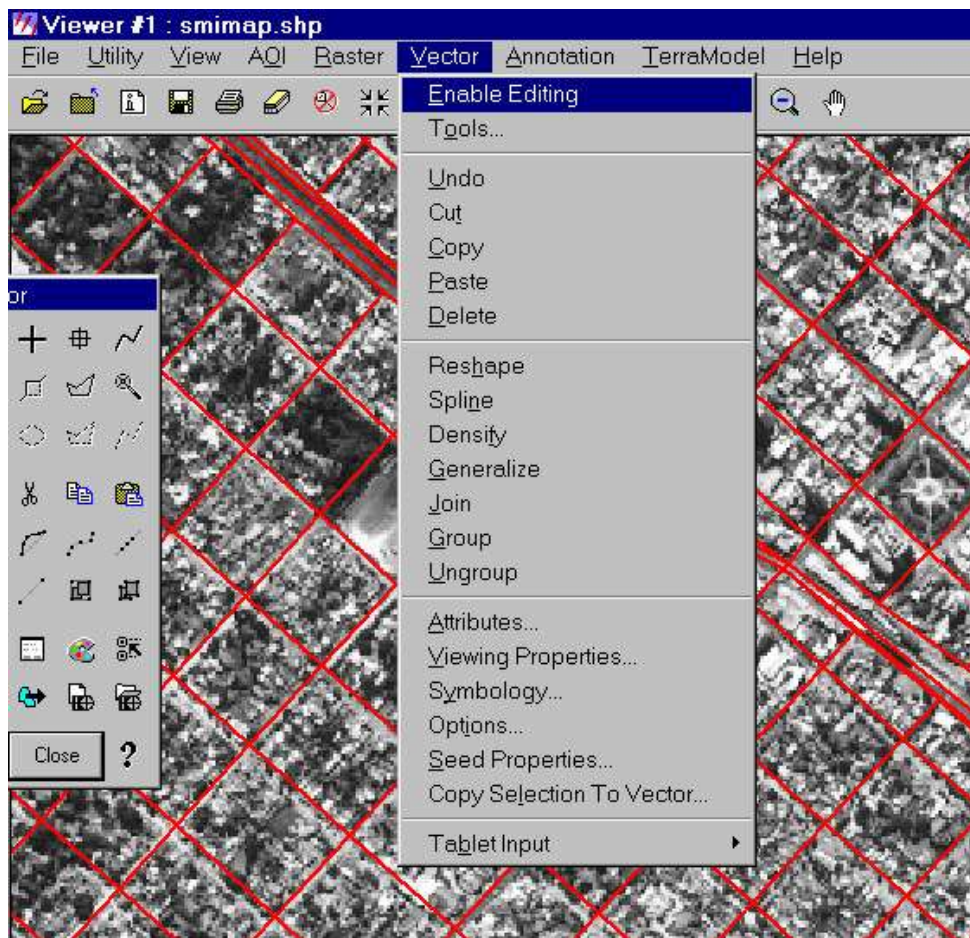 Viewer #1 : smimap.shp
File Utility View AOI Raster Vector Annotation TerraModel Help
Enable Editing
Tools...
Undo
Cut
Copy
Paste
Delete
Reshape
Spline
Densify
Generalize
Join
Group
Ungroup
Attributes...
Viewing Properties...
Symbology...
Options...
Seed Properties...
Copy Selection To Vector...
Tablet Input
or
Close ?